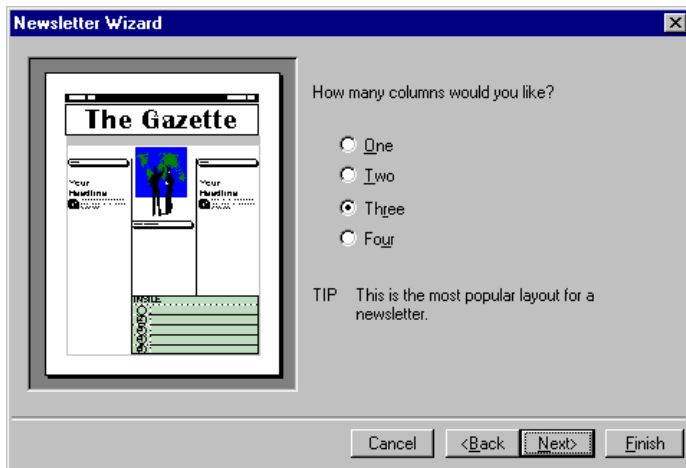 Newsletter Wizard
The Gazette
Your
Headline
Your
Headline
INSIDE
How many columns would you like?
One
Two
Three
Four
TIP This is the most popular layout for a
newsletter.
Cancel
<Back
Next>
Finish